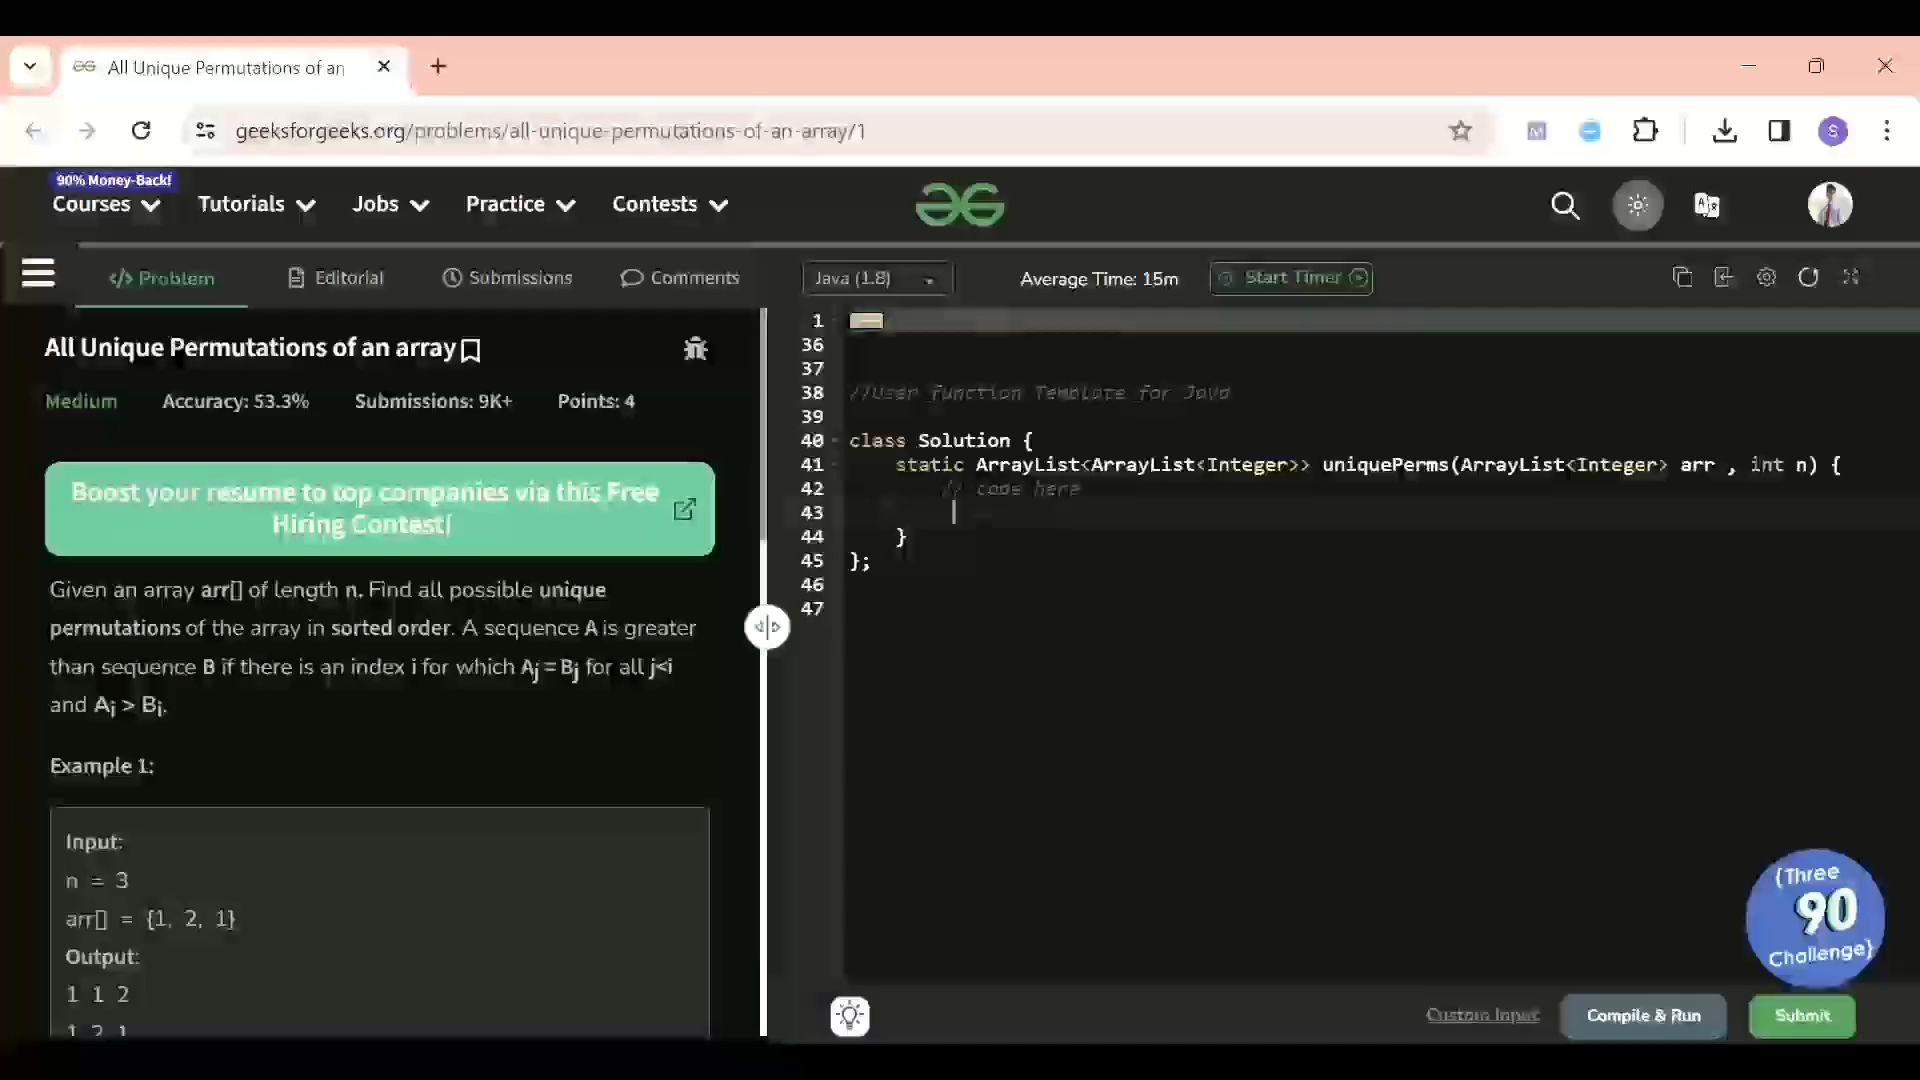 All Unique Permutations of an
geeksforgeeks.org/problems/all-unique-permutations-of-an-array/1
S
90% Money-Back!
Courses Tutorials Jobs Practice Contests
</> Problem Editorial Submissions Comments
Java (1.8) Average Time: 15m Start Timer
All Unique Permutations of an array
Medium Accuracy: 53.3% Submissions: 9K+ Points: 4
Boost your resume to top companies via this Free
Hiring Contest!
Given an array arr[] of length n. Find all possible unique
permutations of the array in sorted order. A sequence A is greater
than sequence B if there is an index i for which Aj = Bj for all j<i
and Ai > Bi.
Example 1:
Input:
n = 3
arr[] = {1, 2, 1}
Output:
1 1 2
1 2 1
1
36
37
38 //User function Template for Java
39
40 class Solution {
41 static ArrayList<ArrayList<Integer>> uniquePerms(ArrayList<Integer> arr , int n) {
42 // code here
43
44 }
45 };
46
47
{Three
90
Challenge}
Custom Input Compile & Run Submit